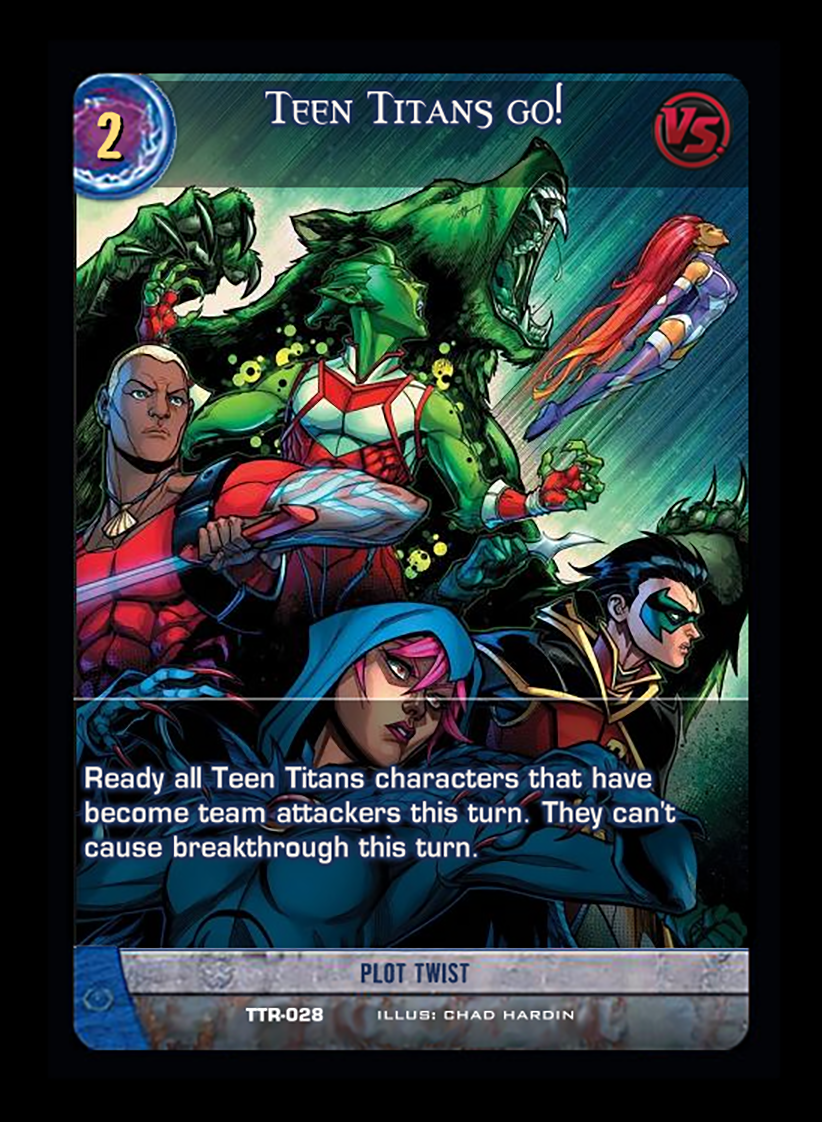 2
Teen Titans go!
VS.
Ready all Teen Titans characters that have
become team attackers this turn. They can't
cause breakthrough this turn.
PLOT TWIST
TTR-028 ILLUS: CHAD HARDIN